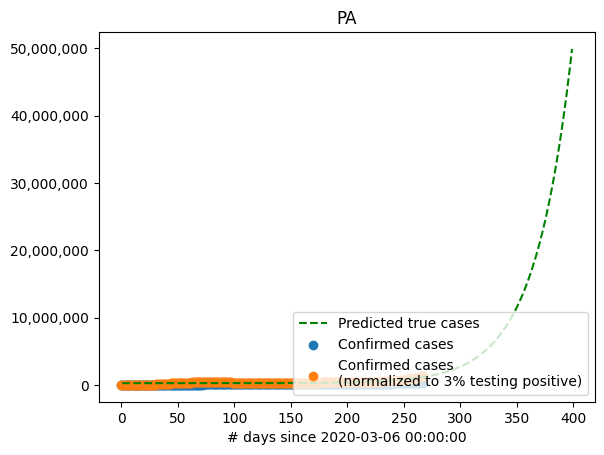 PA
50,000,000
40,000,000
30,000,000
20,000,000
10,000,000
0
Predicted true cases
Confirmed cases
Confirmed cases
(normalized to 3% testing positive)
0 50 100 150 200 250 300 350 400
# days since 2020-03-06 00:00:00